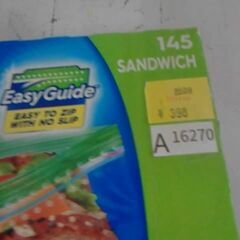 145
SANDWICH
EasyGuide
EASY TO ZIP
WITH NO SLIP
¥ 398
A 16270